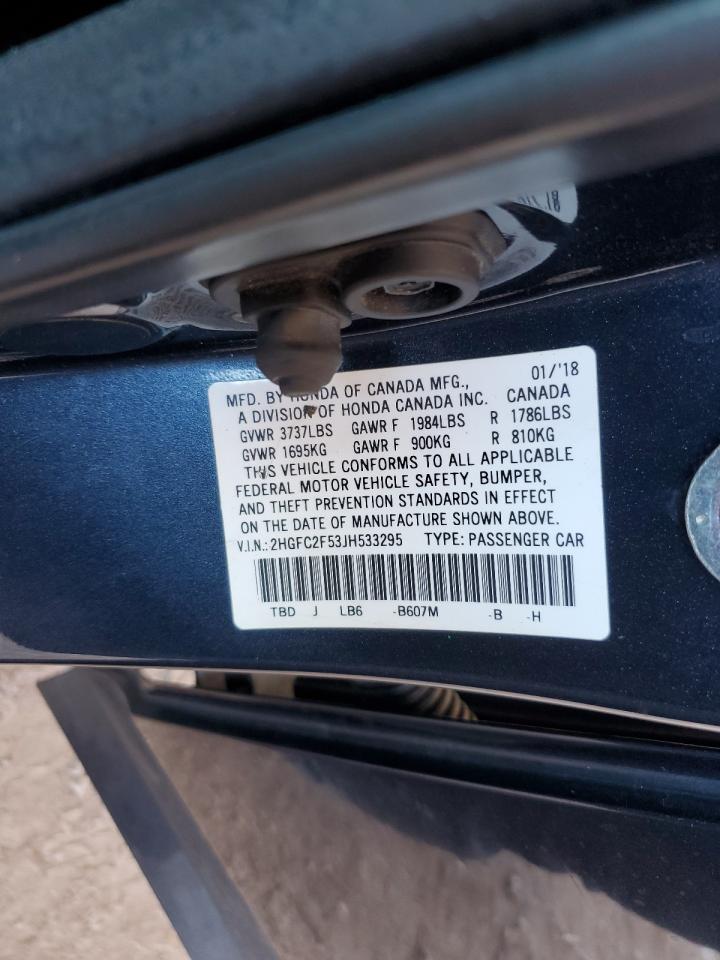 01/'18
MFD. BY HONDA OF CANADA MFG.,
A DIVISION OF HONDA CANADA INC. CANADA
GVWR 3737LBS GAWR F 1984LBS R 1786LBS
GVWR 1695KG GAWR F 900KG R 810KG
THIS VEHICLE CONFORMS TO ALL APPLICABLE
FEDERAL MOTOR VEHICLE SAFETY, BUMPER,
AND THEFT PREVENTION STANDARDS IN EFFECT
ON THE DATE OF MANUFACTURE SHOWN ABOVE.
V.I.N.: 2HGFC2F53JH533295 TYPE: PASSENGER CAR
TBD J LB6 -B607M -B -H